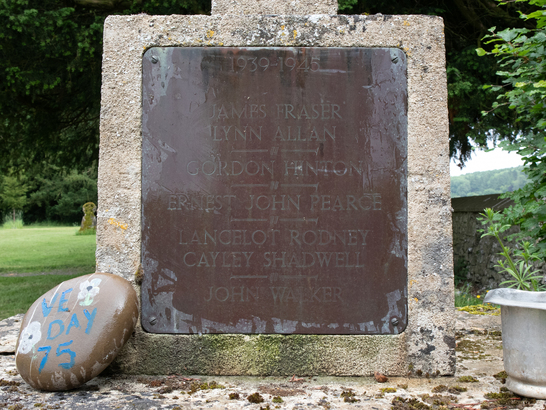 1939-1945
JAMES FRASER
LYNN ALLAN
GORDON HENTON
ERNEST JOHN PEARCE
LANCELOT RODNEY
CAYLEY SHADWELL
JOHN WALKER
VE
DAY
75